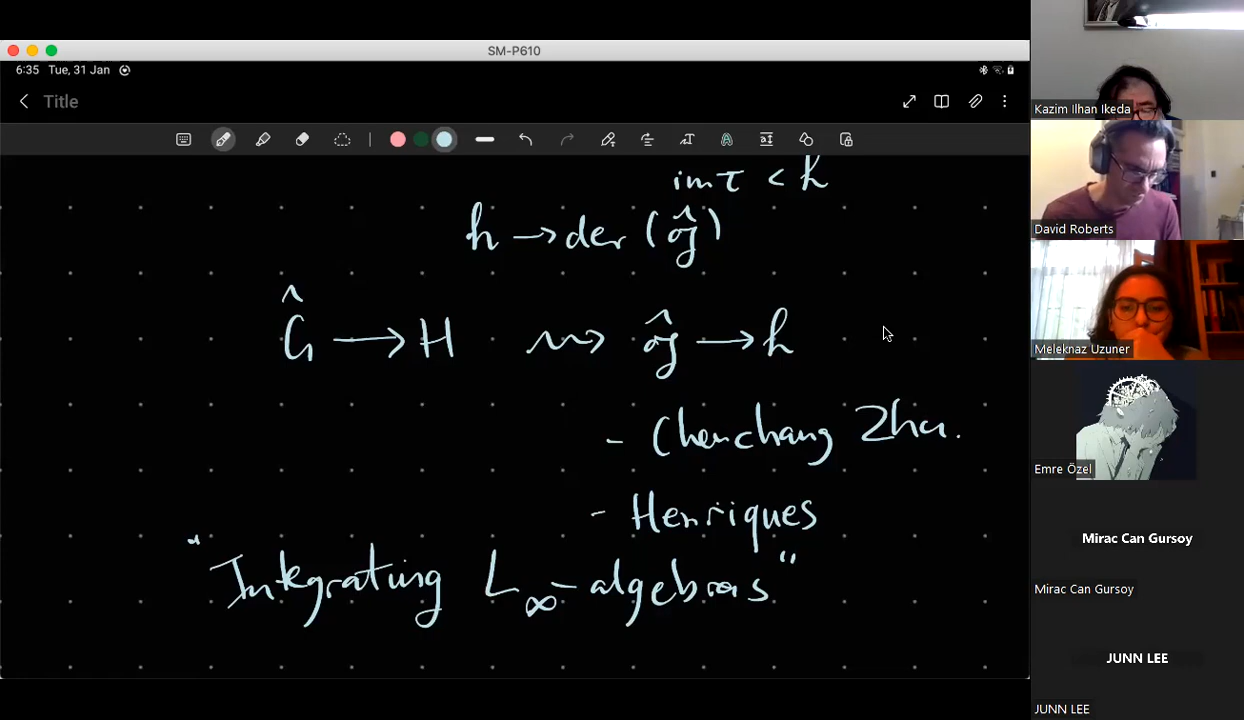 SM-P610
6:35 Tue, 31 Jan
Title
im τ < h
h → der (ĝ)
Ĝ → H ⇝ ĝ → h
- Chenchang Zhu.
- Henriques
"Integrating L∞-algebras"
Kazim Ilhan Ikeda
David Roberts
Meleknaz Uzuner
Emre Özel
Mirac Can Gursoy
Mirac Can Gursoy
JUNN LEE
JUNN LEE